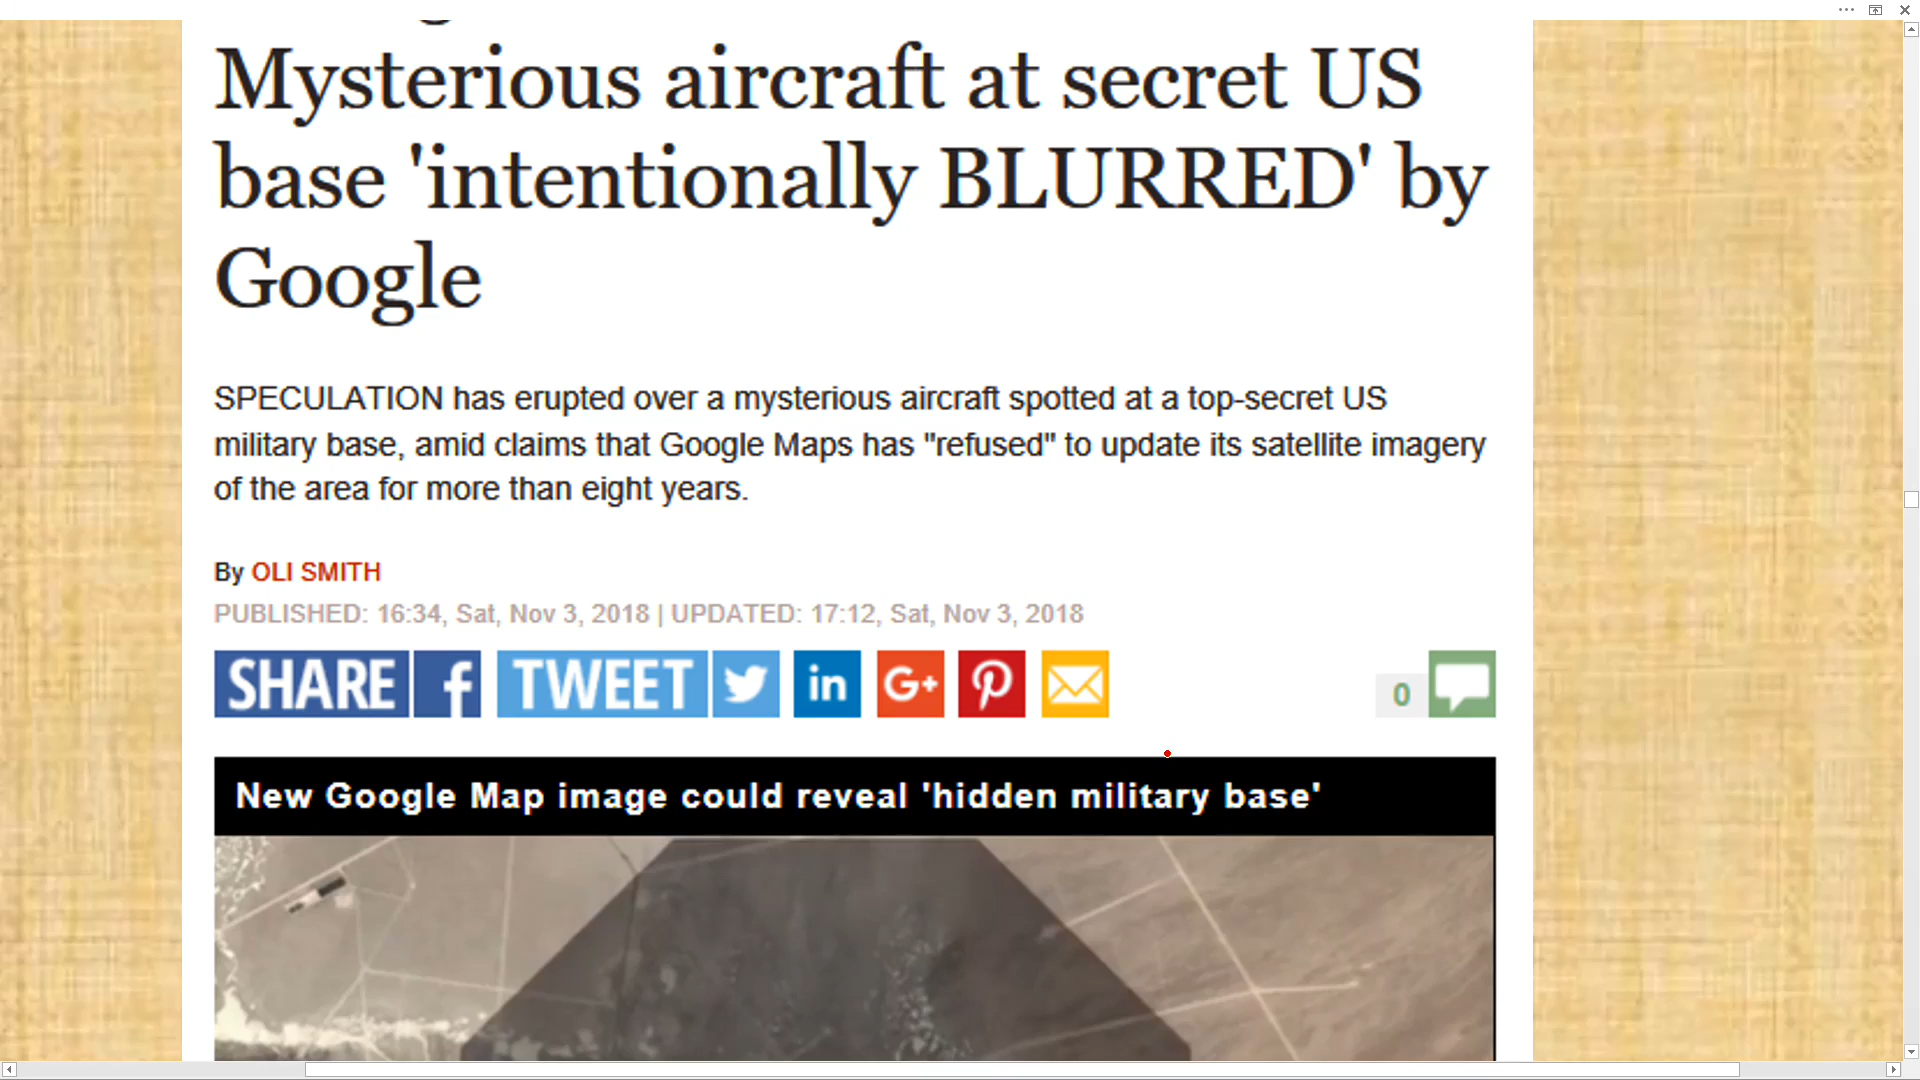 Mysterious aircraft at secret US
base 'intentionally BLURRED' by
Google
SPECULATION has erupted over a mysterious aircraft spotted at a top-secret US
military base, amid claims that Google Maps has "refused" to update its satellite imagery
of the area for more than eight years.
By OLI SMITH
PUBLISHED: 16:34, Sat, Nov 3, 2018 | UPDATED: 17:12, Sat, Nov 3, 2018
SHARE f TWEET in G+ 0
New Google Map image could reveal 'hidden military base'